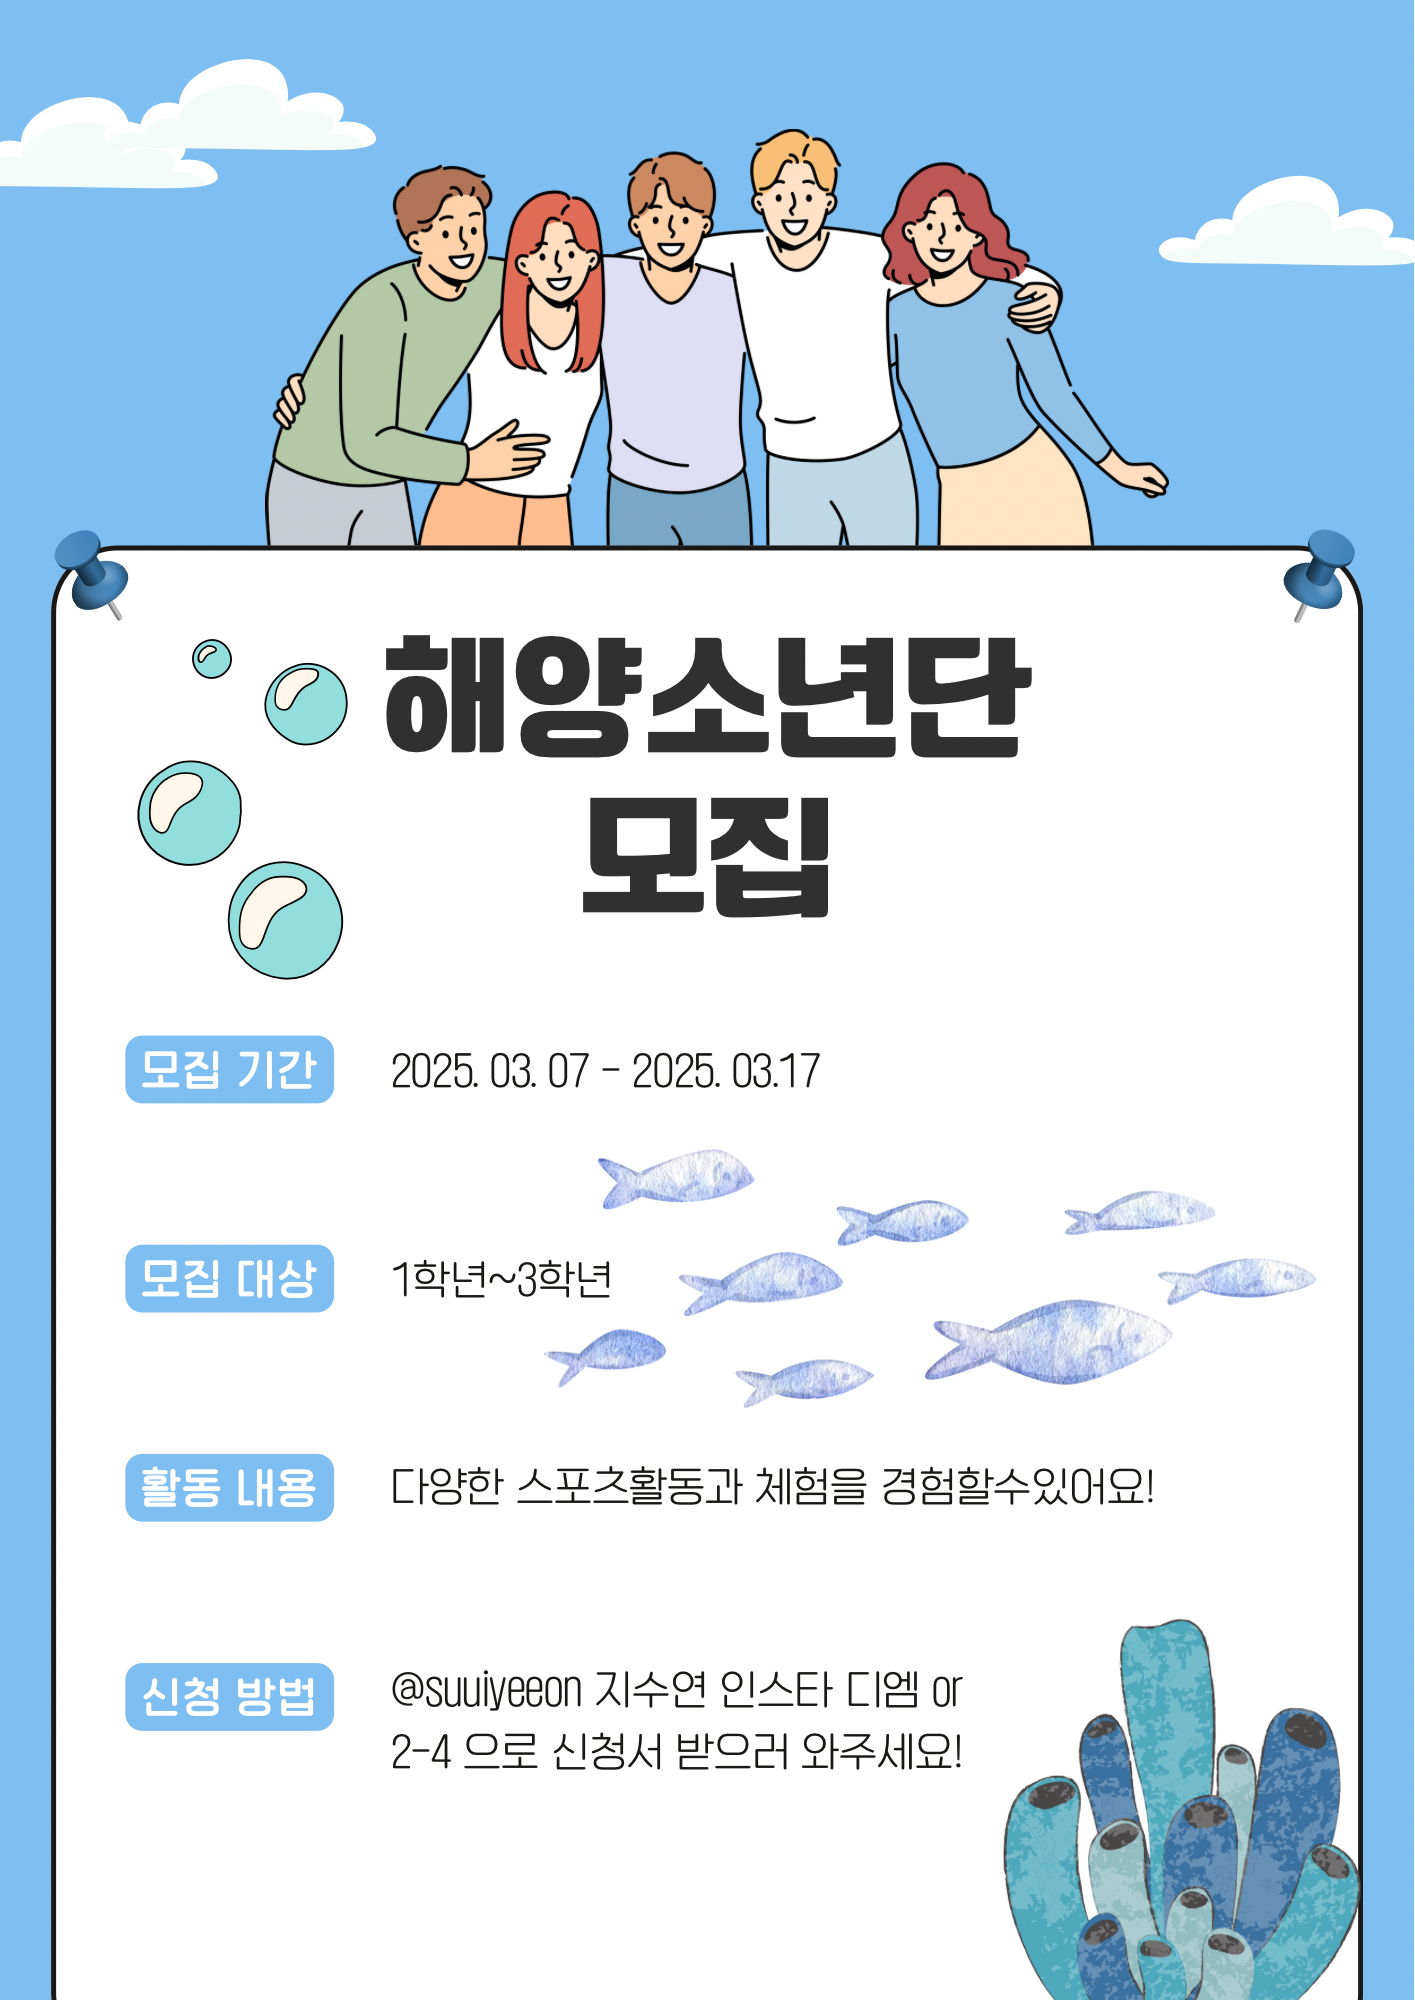 해양소년단
모집
모집 기간
2025. 03. 07 - 2025. 03.17
모집 대상
1학년~3학년
활동 내용
다양한 스포츠활동과 체험을 경험할수있어요!
신청 방법
@suuiyeeon 지수연 인스타 디엠 or
2-4 으로 신청서 받으러 와주세요!